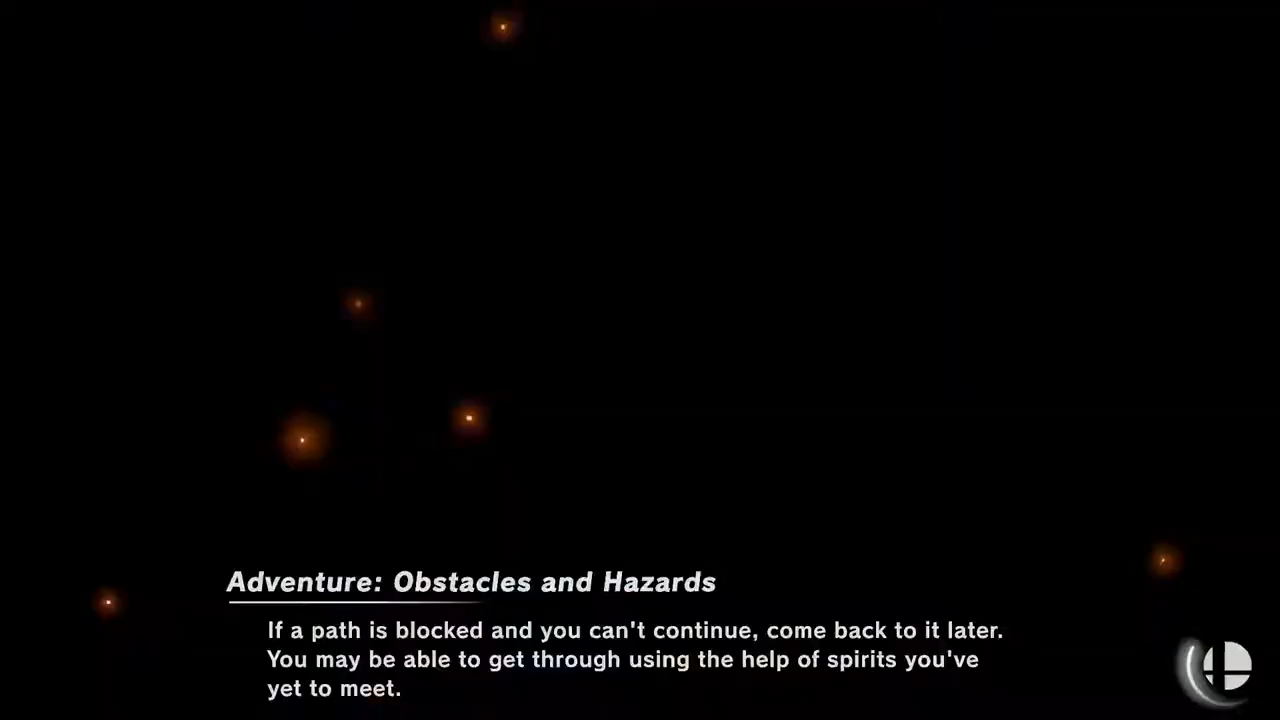 Adventure: Obstacles and Hazards
If a path is blocked and you can't continue, come back to it later.
You may be able to get through using the help of spirits you've
yet to meet.